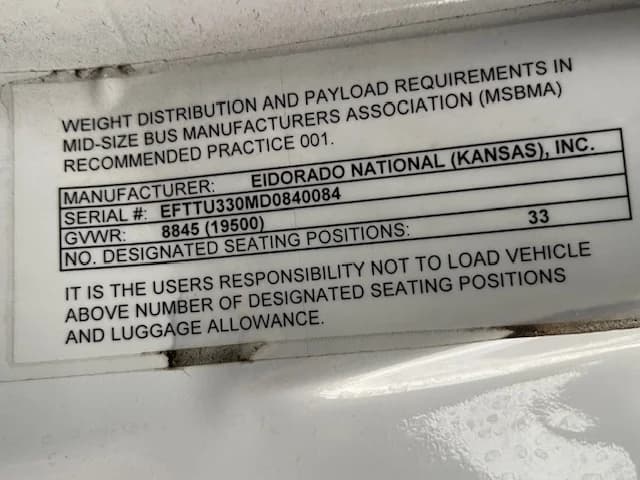 WEIGHT DISTRIBUTION AND PAYLOAD REQUIREMENTS IN
MID-SIZE BUS MANUFACTURERS ASSOCIATION (MSBMA)
RECOMMENDED PRACTICE 001.
MANUFACTURER: EIDORADO NATIONAL (KANSAS), INC.
SERIAL #: EFTTU330MD0840084
GVWR: 8845 (19500)
NO. DESIGNATED SEATING POSITIONS: 33
IT IS THE USERS RESPONSIBILITY NOT TO LOAD VEHICLE
ABOVE NUMBER OF DESIGNATED SEATING POSITIONS
AND LUGGAGE ALLOWANCE.